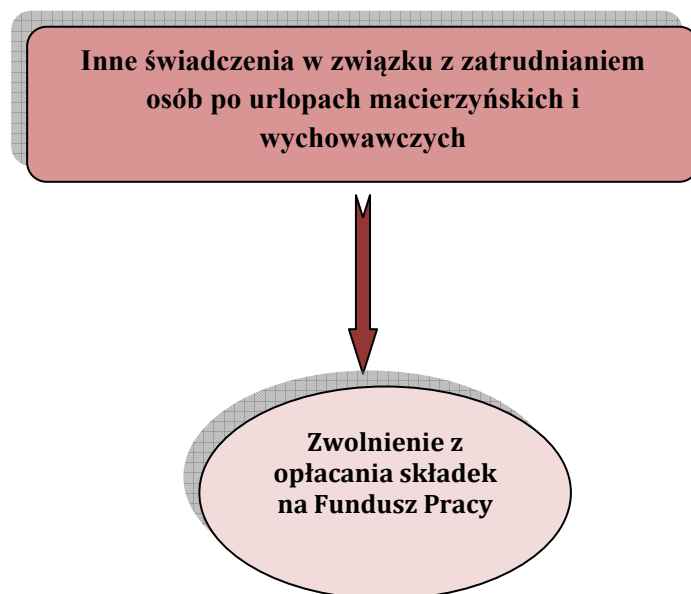 Inne świadczenia w związku z zatrudnianiem
osób po urlopach macierzyńskich i
wychowawczych
Zwolnienie z
opłacania składek
na Fundusz Pracy